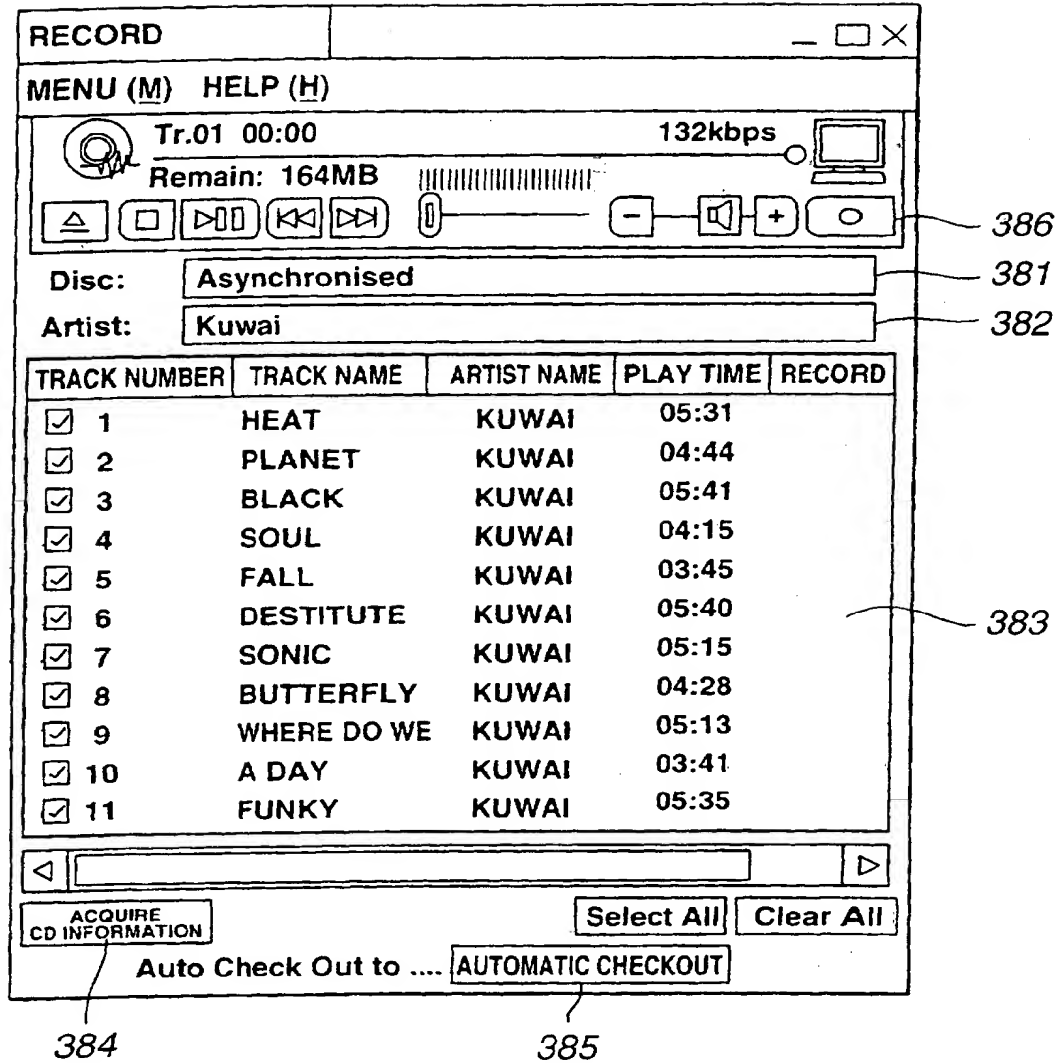 RECORD
MENU (M) HELP (H)
Tr.01 00:00 132kbps
Remain: 164MB
386
Disc: Asynchronised 381
Artist: Kuwai 382
TRACK NUMBER TRACK NAME ARTIST NAME PLAY TIME RECORD
1 HEAT KUWAI 05:31
2 PLANET KUWAI 04:44
3 BLACK KUWAI 05:41
4 SOUL KUWAI 04:15
5 FALL KUWAI 03:45
6 DESTITUTE KUWAI 05:40
383
7 SONIC KUWAI 05:15
8 BUTTERFLY KUWAI 04:28
9 WHERE DO WE KUWAI 05:13
10 A DAY KUWAI 03:41
11 FUNKY KUWAI 05:35
ACQUIRE
CD INFORMATION
Select All Clear All
Auto Check Out to .... AUTOMATIC CHECKOUT
384 385